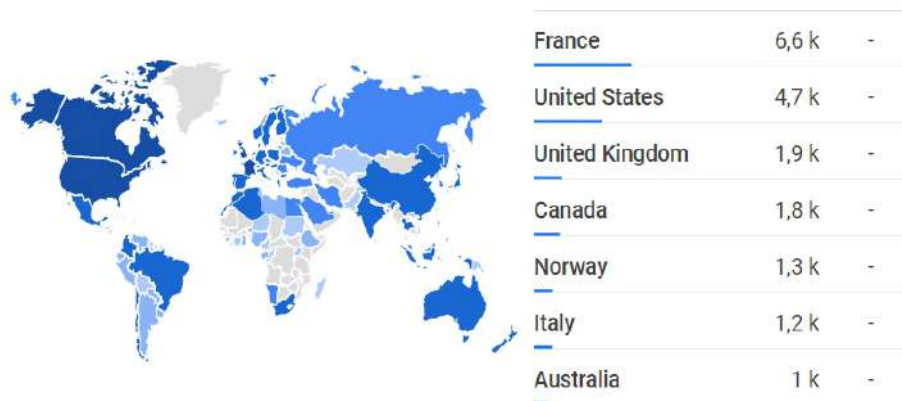 France 6,6 k -
United States 4,7 k -
United Kingdom 1,9 k -
Canada 1,8 k -
Norway 1,3 k -
Italy 1,2 k -
Australia 1 k -